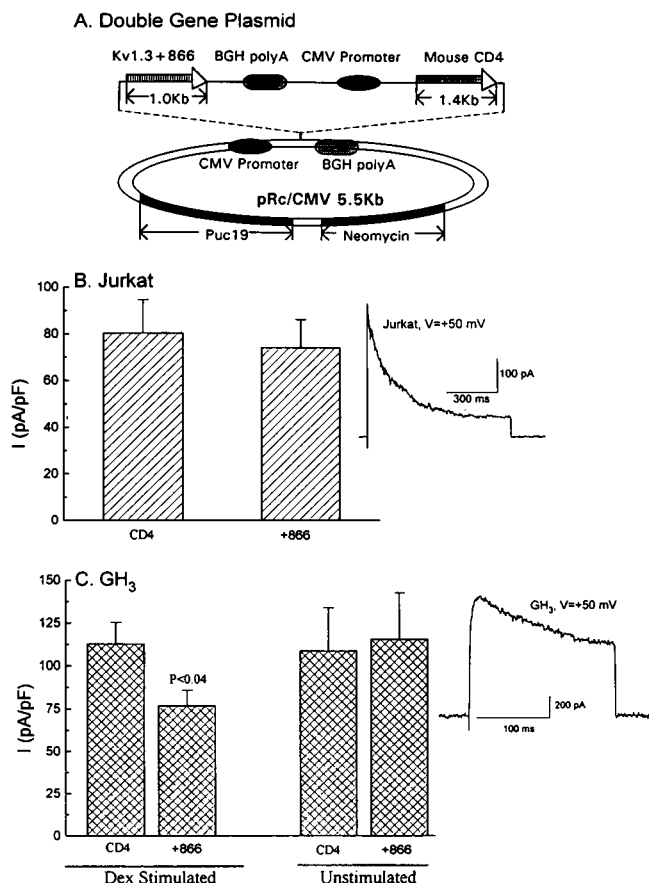 A. Double Gene Plasmid
Kv1.3+866 BGH polyA CMV Promoter Mouse CD4
1.0Kb 1.4Kb
CMV Promoter BGH polyA
pRc/CMV 5.5Kb
Puc19 Neomycin
B. Jurkat
100
80
60
40
20
0
I (pA/pF)
CD4 +866
Jurkat, V=+50 mV
100 pA
300 ms
C. GH3
150
125
100
75
50
25
0
I (pA/pF)
P<0.04
CD4 +866 CD4 +866
Dex Stimulated Unstimulated
GH3, V=+50 mV
200 pA
100 ms